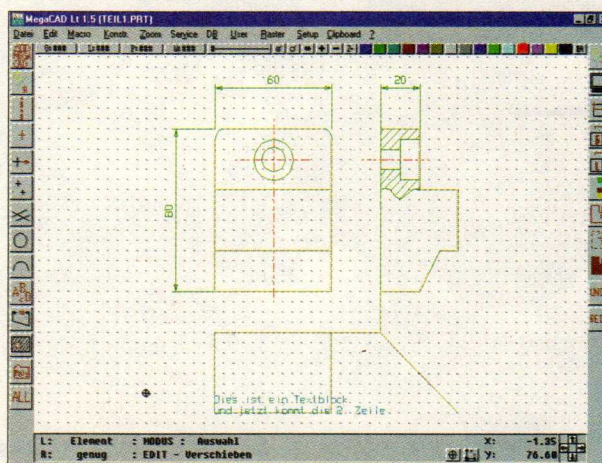 MegaCAD Lt 1.5 (TEIL1.PRT)
Datei Edit Macro Konstr. Zoom Service DB User Raster Setup Clipboard ?
60
20
80
ALL
Dies ist ein Textblock
und jetzt kommt die 2. Zeile.
L: Element : MODUS : Auswahl
R: genug : EDIT - Verschieben
X: -1.35
y: 76.60